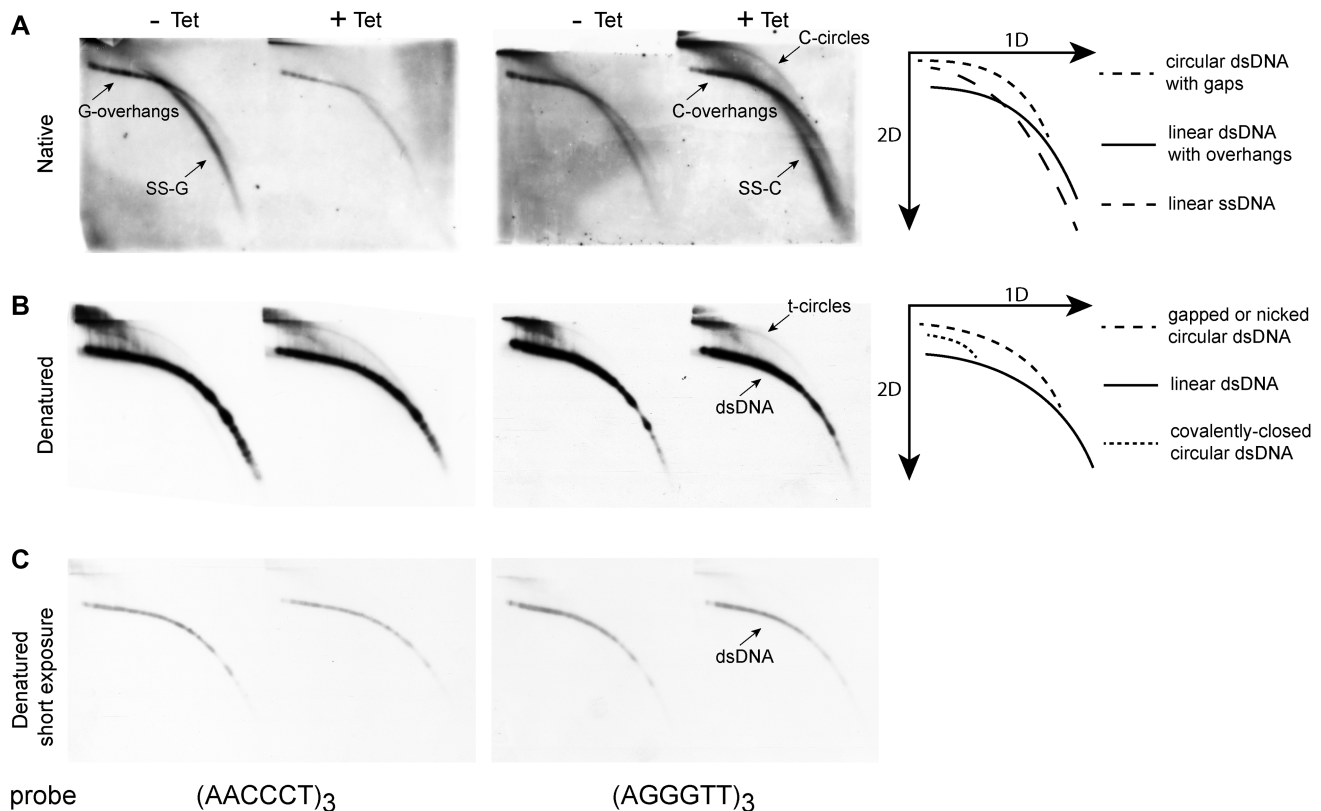 A
- Tet
+ Tet
- Tet
+ Tet
Native
G-overhangs
SS-G
C-circles
C-overhangs
SS-C
1D
2D
circular dsDNA
with gaps
linear dsDNA
with overhangs
linear ssDNA
B
Denatured
t-circles
dsDNA
1D
2D
gapped or nicked
circular dsDNA
linear dsDNA
covalently-closed
circular dsDNA
C
Denatured
short exposure
dsDNA
probe
(AACCCT)3
(AGGGTT)3